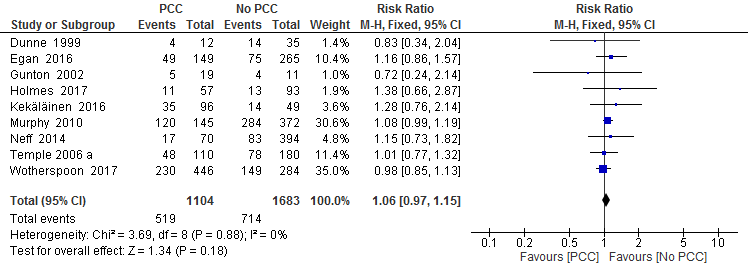 PCC No PCC Risk Ratio Risk Ratio
Study or Subgroup Events Total Events Total Weight M-H, Fixed, 95% CI M-H, Fixed, 95% CI
Dunne 1999 4 12 14 35 1.4% 0.83 [0.34, 2.04]
Egan 2016 49 149 75 265 10.4% 1.16 [0.86, 1.57]
Gunton 2002 5 19 4 11 1.0% 0.72 [0.24, 2.14]
Holmes 2017 11 57 13 93 1.9% 1.38 [0.66, 2.87]
Kekäläinen 2016 35 96 14 49 3.6% 1.28 [0.76, 2.14]
Murphy 2010 120 145 284 372 30.6% 1.08 [0.99, 1.19]
Neff 2014 17 70 83 394 4.8% 1.15 [0.73, 1.82]
Temple 2006 a 48 110 78 180 11.4% 1.01 [0.77, 1.32]
Wotherspoon 2017 230 446 149 284 35.0% 0.98 [0.85, 1.13]
Total (95% CI) 1104 1683 100.0% 1.06 [0.97, 1.15]
Total events 519 714
Heterogeneity: Chi² = 3.69, df = 8 (P = 0.88); I² = 0%
Test for overall effect: Z = 1.34 (P = 0.18)
0.1 0.2 0.5 1 2 5 10
Favours [PCC] Favours [No PCC]